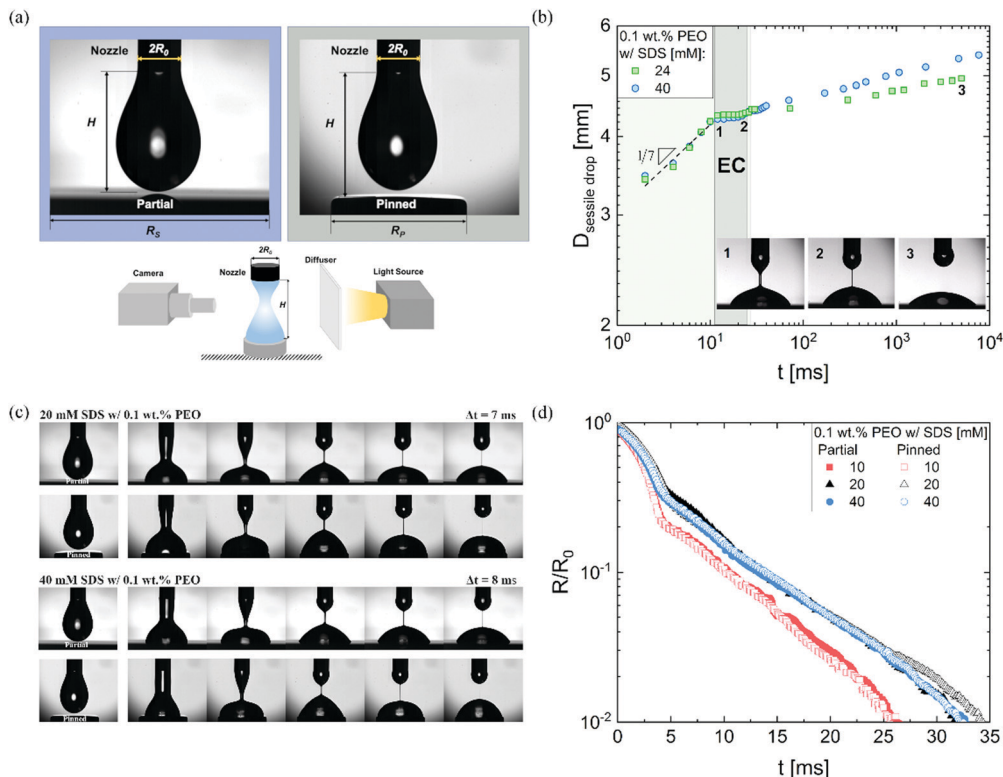 (a)
Nozzle
2R0
H
Partial
RS
Nozzle
2R0
H
Pinned
RP
Camera
Nozzle
2R0
H
Diffuser
Light Source
(b)
0.1 wt.% PEO
w/ SDS [mM]:
24
40
1/7
1
2
3
EC
1
2
3
Dsessile drop [mm]
6
5
4
3
2
10^0
10^1
10^2
10^3
10^4
t [ms]
(c)
20 mM SDS w/ 0.1 wt.% PEO
Δt = 7 ms
Partial
Pinned
40 mM SDS w/ 0.1 wt.% PEO
Δt = 8 ms
Partial
Pinned
(d)
0.1 wt.% PEO w/ SDS [mM]
Partial Pinned
10 10
20 20
40 40
R/R0
10^0
10^-1
10^-2
0 5 10 15 20 25 30 35
t [ms]